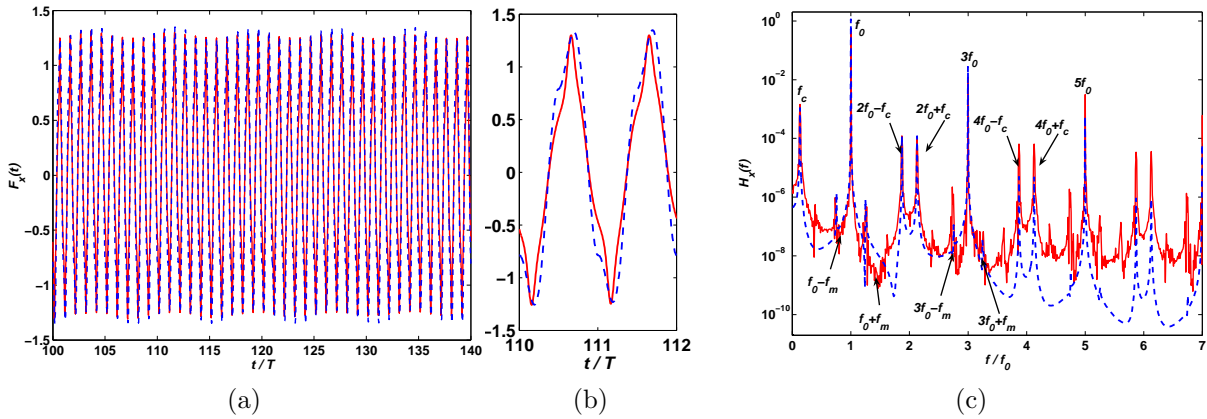 1.5
1
0.5
0
−0.5
−1
−1.5
F_x(t)
100 105 110 115 120 125 130 135 140
t / T
(a)
1.5
1
0.5
0
−0.5
−1
−1.5
110 111 112
t / T
(b)
10^0
10^−2
10^−4
10^−6
10^−8
10^−10
H_x(f)
f_0
3f_0
5f_0
f_c
2f_0−f_c
2f_0+f_c
4f_0−f_c
4f_0+f_c
f_0−f_m
f_0+f_m
3f_0−f_m
3f_0+f_m
0 1 2 3 4 5 6 7
f / f_0
(c)